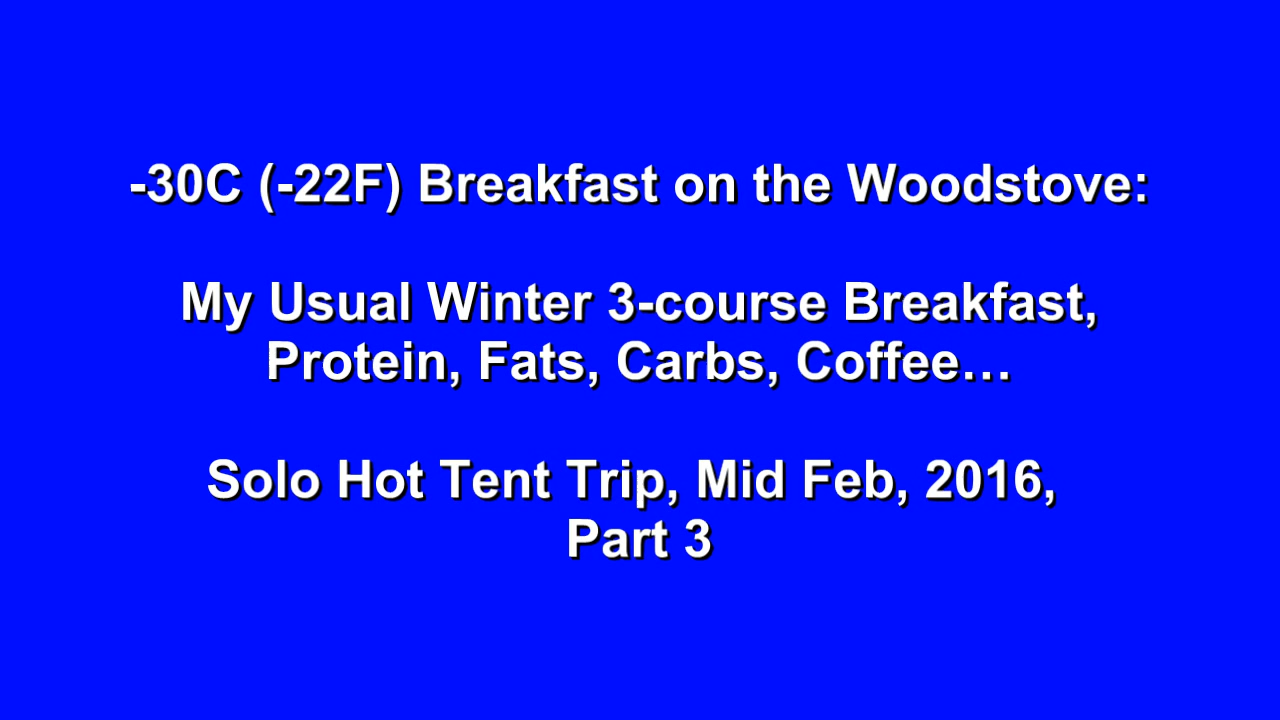 -30C (-22F) Breakfast on the Woodstove:
My Usual Winter 3-course Breakfast,
Protein, Fats, Carbs, Coffee…
Solo Hot Tent Trip, Mid Feb, 2016,
Part 3